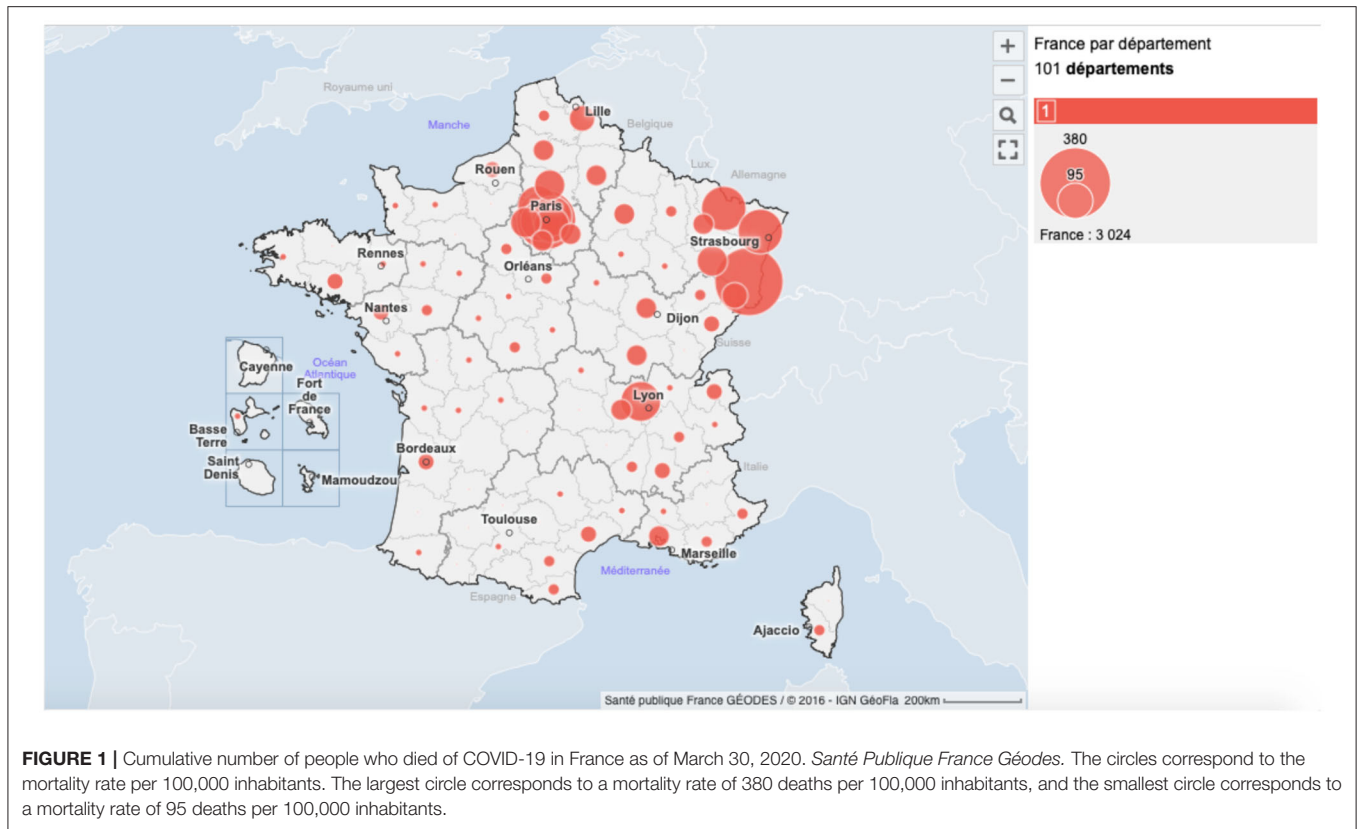 Royaume uni
Manche
Lille
Belgique
Lux.
Allemagne
Rouen
Paris
Strasbourg
Rennes
Orléans
Nantes
Dijon
Suisse
Océan
Atlantique
Cayenne
Fort
de
France
Basse
Terre
Saint
Denis
Mamoudzou
Lyon
Bordeaux
Italie
Toulouse
Marseille
Méditerranée
Espagne
Ajaccio
Santé publique France GÉODES / © 2016 - IGN GéoFla 200km
+
−
France par département
101 départements
1
380
95
France : 3 024
FIGURE 1 | Cumulative number of people who died of COVID-19 in France as of March 30, 2020. Santé Publique France Géodes. The circles correspond to the
mortality rate per 100,000 inhabitants. The largest circle corresponds to a mortality rate of 380 deaths per 100,000 inhabitants, and the smallest circle corresponds to
a mortality rate of 95 deaths per 100,000 inhabitants.